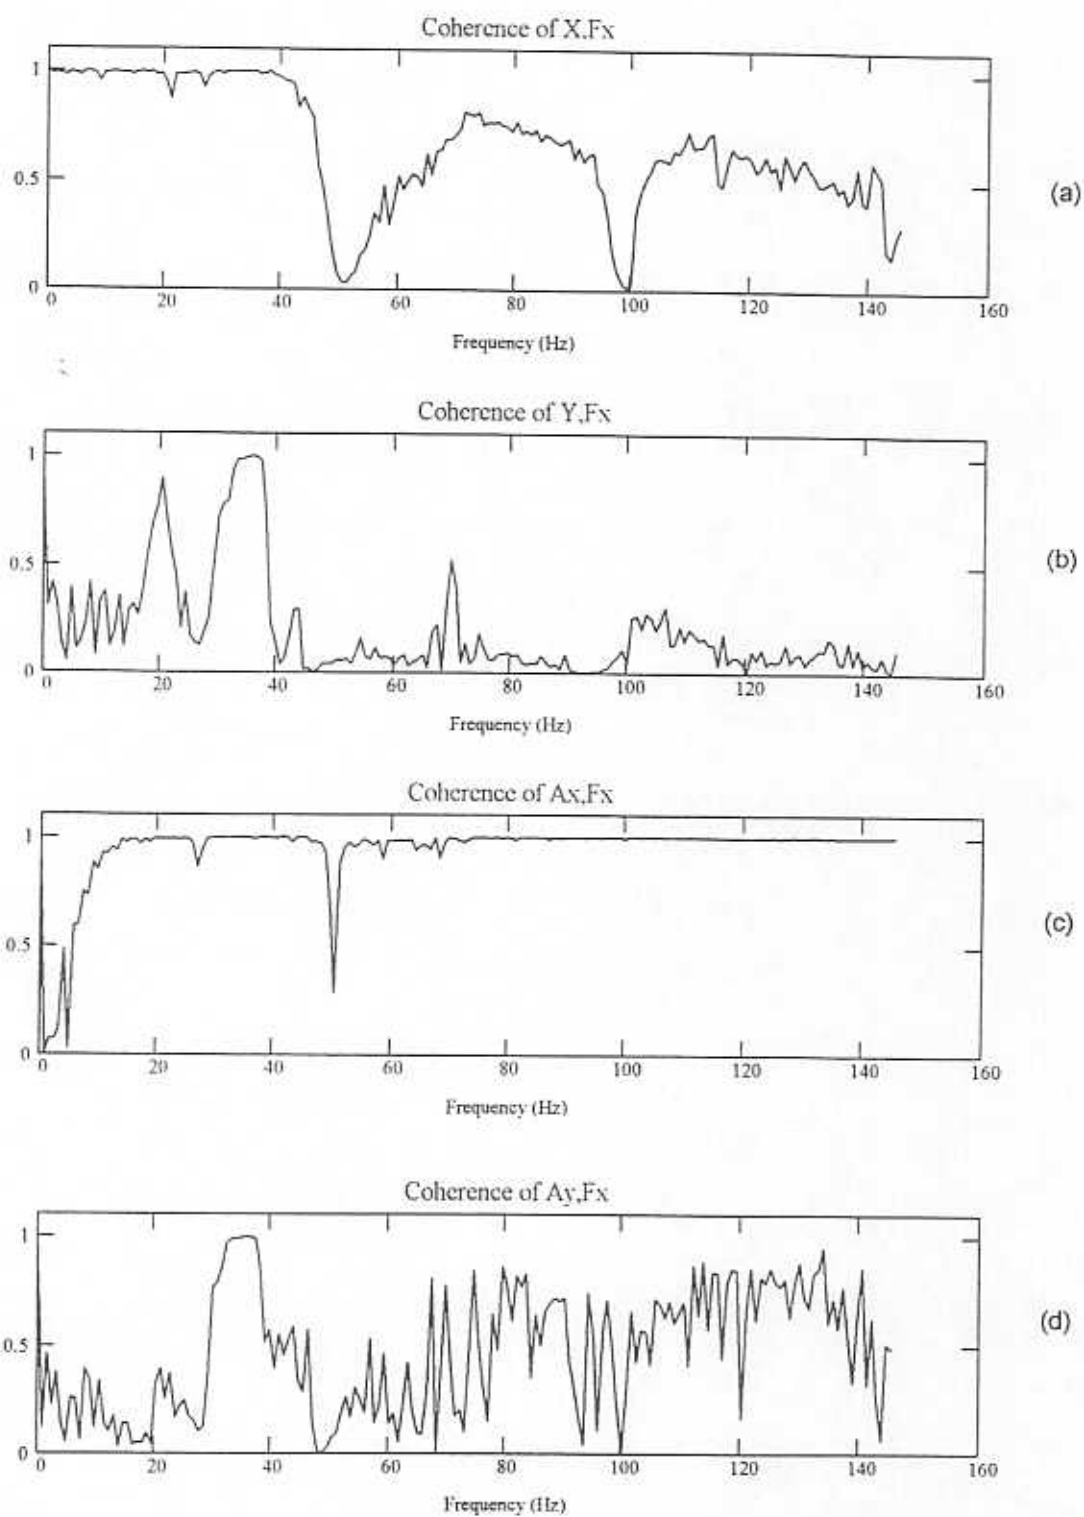 Coherence of X,Fx
1
0.5
0
0 20 40 60 80 100 120 140 160
Frequency (Hz)
(a)
Coherence of Y,Fx
1
0.5
0
0 20 40 60 80 100 120 140 160
Frequency (Hz)
(b)
Coherence of Ax,Fx
1
0.5
0
0 20 40 60 80 100 120 140 160
Frequency (Hz)
(c)
Coherence of Ay,Fx
1
0.5
0
0 20 40 60 80 100 120 140 160
Frequency (Hz)
(d)